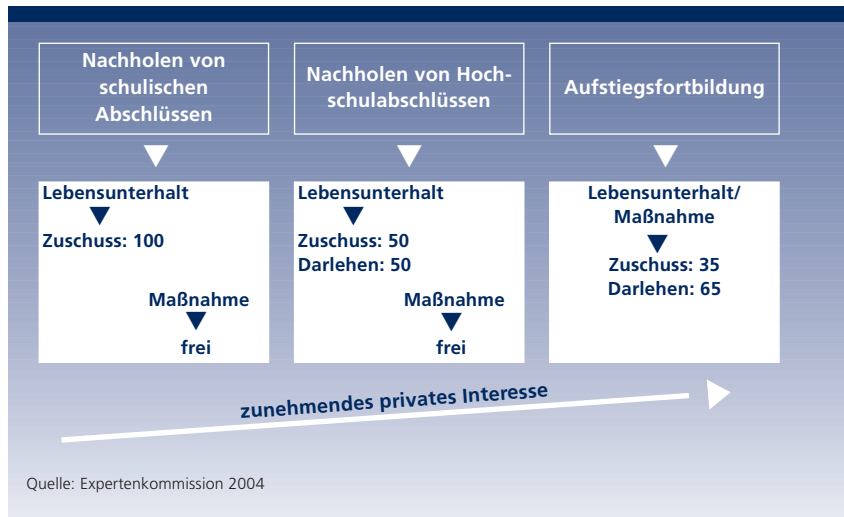 Nachholen von
schulischen
Abschlüssen
Nachholen von Hoch-
schulabschlüssen
Aufstiegsfortbildung
Lebensunterhalt
Zuschuss: 100
Maßnahme
frei
Lebensunterhalt
Zuschuss: 50
Darlehen: 50
Maßnahme
frei
Lebensunterhalt/
Maßnahme
Zuschuss: 35
Darlehen: 65
zunehmendes privates Interesse
Quelle: Expertenkommission 2004